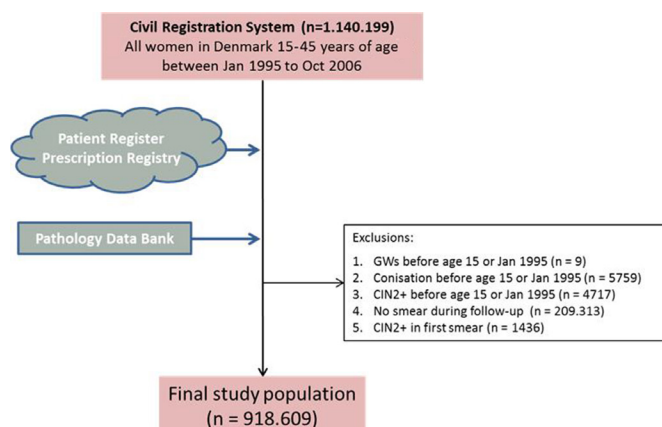 Civil Registration System (n=1.140.199)
All women in Denmark 15-45 years of age
between Jan 1995 to Oct 2006
Patient Register
Prescription Registry
Pathology Data Bank
Exclusions:
1. GWs before age 15 or Jan 1995 (n = 9)
2. Conisation before age 15 or Jan 1995 (n = 5759)
3. CIN2+ before age 15 or Jan 1995 (n = 4717)
4. No smear during follow-up (n = 209.313)
5. CIN2+ in first smear (n = 1436)
Final study population
(n = 918.609)